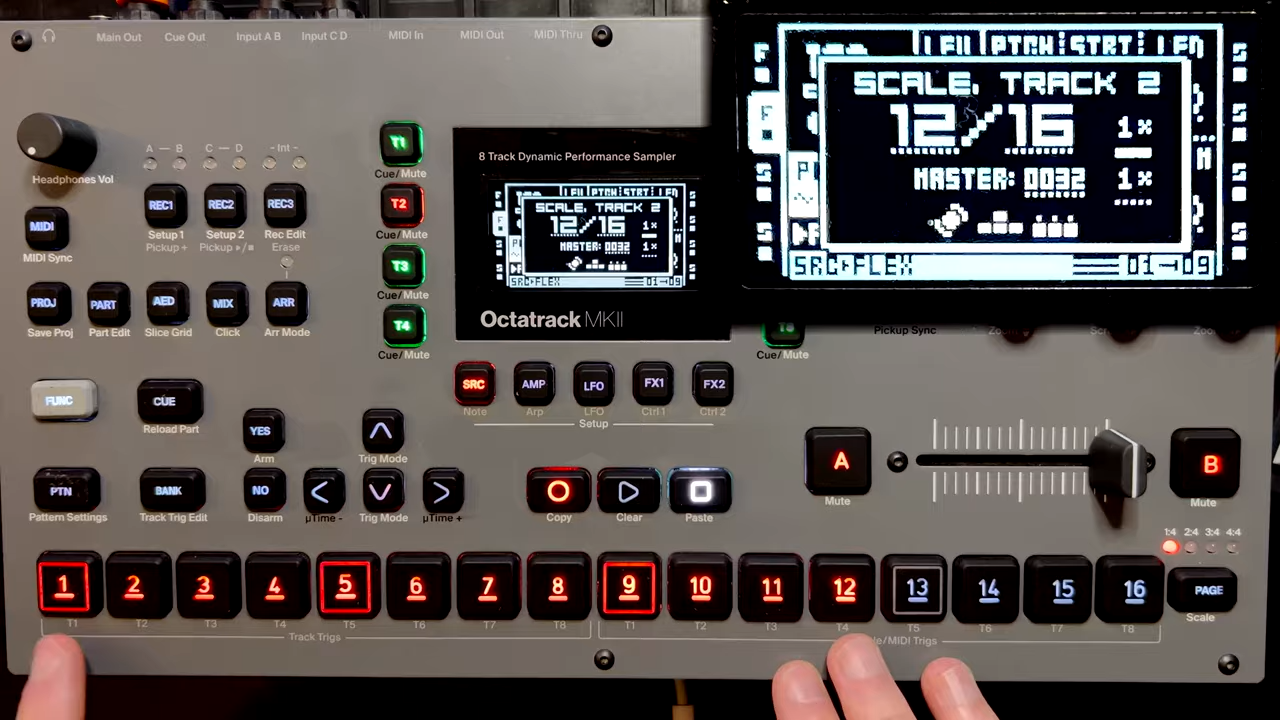 Main Out Cue Out Input A B Input C D MIDI In MIDI Out MIDI Thru
Headphones Vol
A — B C — D - Int -
MIDI
MIDI Sync
REC1 REC2 REC3
Setup 1 Setup 2 Rec Edit
Pickup + Pickup Erase
PROJ PART AED MIX ARR
Save Proj Part Edit Slice Grid Click Arr Mode
T1
Cue/Mute
T2
Cue/Mute
T3
Cue/Mute
T4
Cue/Mute
8 Track Dynamic Performance Sampler
SCALE, TRACK 2
12/16 1x
MASTER: 0032 1x
SRC FLEX 01 09
Octatrack MKII
PTCH STRT
SCALE, TRACK 2
12/16 1x
MASTER: 0032 1x
SRC FLEX 01 09
Cue/Mute
Pickup Sync
SRC AMP LFO FX1 FX2
Note Arp LFO Ctrl 1 Ctrl 2
Setup
FUNC CUE
Reload Part
YES
Arm
Trig Mode
PTN BANK NO
Pattern Settings Track Trig Edit Disarm µTime - Trig Mode µTime +
Copy Clear Paste
A
Mute
B
Mute
1:4 2:4 3:4 4:4
1 2 3 4 5 6 7 8 9 10 11 12 13 14 15 16
T1 T2 T3 T4 T5 T6 T7 T8 T1 T2 T3 T4 T5 T6 T7 T8
Track Trigs
/MIDI Trigs
PAGE
Scale